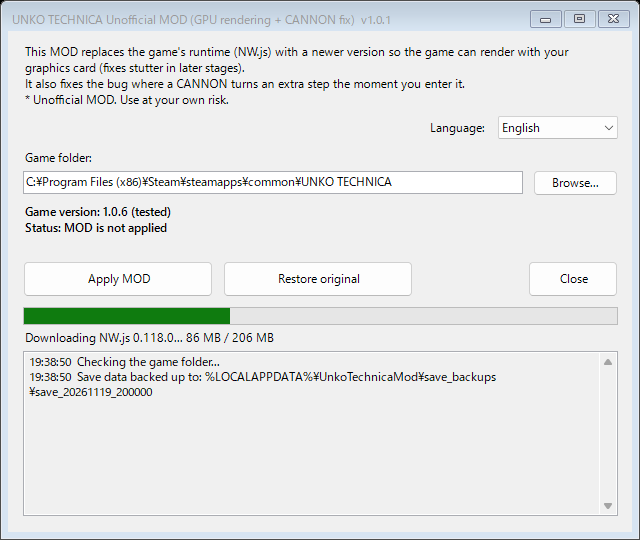 UNKO TECHNICA Unofficial MOD (GPU rendering + CANNON fix) v1.0.1
This MOD replaces the game's runtime (NW.js) with a newer version so the game can render with your
graphics card (fixes stutter in later stages).
It also fixes the bug where a CANNON turns an extra step the moment you enter it.
* Unofficial MOD. Use at your own risk.
Language: English
Game folder:
C:¥Program Files (x86)¥Steam¥steamapps¥common¥UNKO TECHNICA Browse...
Game version: 1.0.6 (tested)
Status: MOD is not applied
Apply MOD Restore original Close
Downloading NW.js 0.118.0... 86 MB / 206 MB
19:38:50 Checking the game folder...
19:38:50 Save data backed up to: %LOCALAPPDATA%¥UnkoTechnicaMod¥save_backups
¥save_20261119_200000